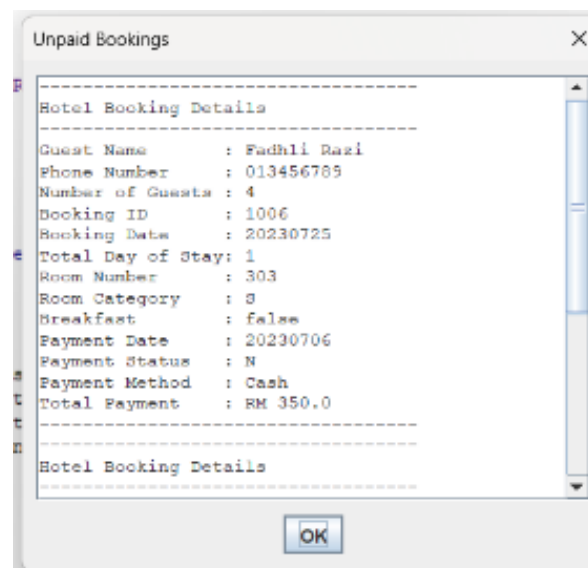 Unpaid Bookings
-----------------------------------
Hotel Booking Details
-----------------------------------
Guest Name       : Fadhli Razi
Phone Number     : 013456789
Number of Guests : 4
Booking ID       : 1006
Booking Date     : 20230725
Total Day of Stay: 1
Room Number      : 303
Room Category    : S
Breakfast        : false
Payment Date     : 20230706
Payment Status   : N
Payment Method   : Cash
Total Payment    : RM 350.0
-----------------------------------
-----------------------------------
Hotel Booking Details
-----------------------------------
OK